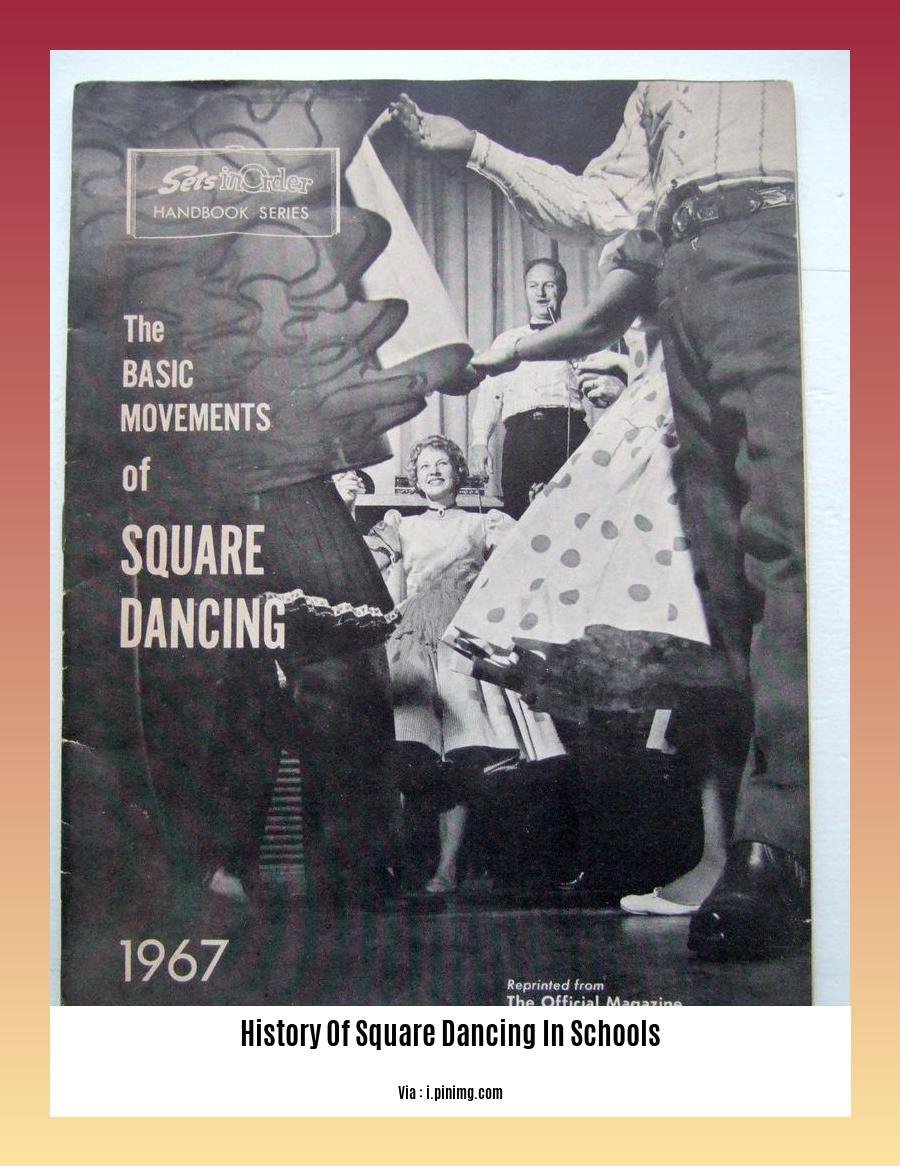 Sets in Order
HANDBOOK SERIES
The
BASIC
MOVEMENTS
of
SQUARE
DANCING
1967
Reprinted from
The Official Magazine
History Of Square Dancing In Schools
Via : i.pinimg.com